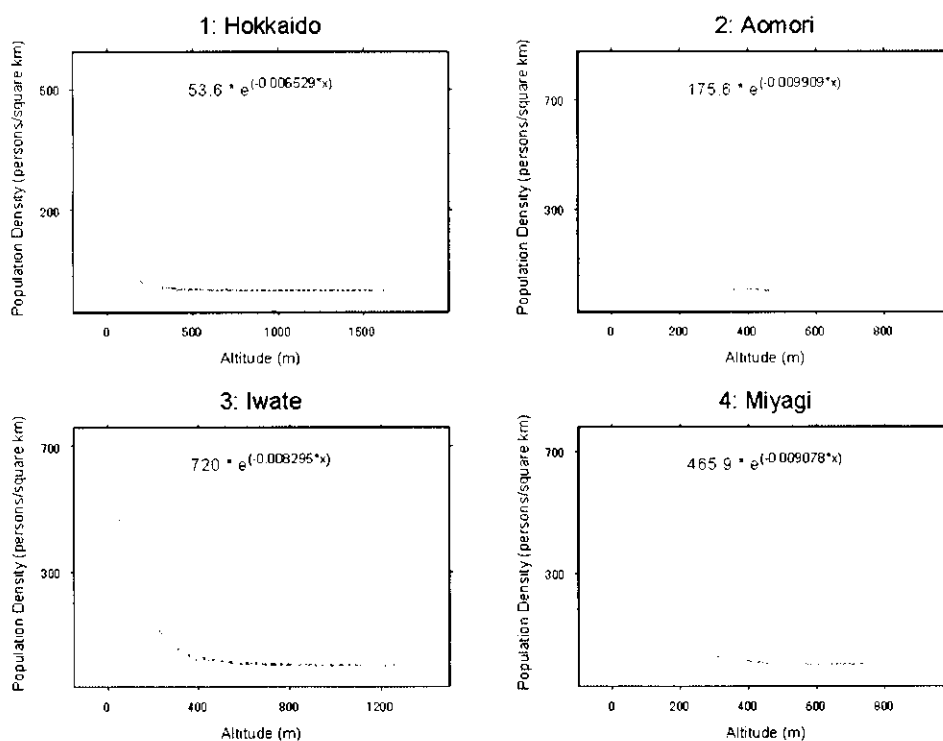 1: Hokkaido
53.6 * e(-0.006529*x)
Population Density (persons/square km)
500
200
0
500
1000
1500
Altitude (m)
2: Aomori
175.6 * e(-0.009909*x)
Population Density (persons/square km)
700
300
0
200
400
600
800
Altitude (m)
3: Iwate
720 * e(-0.008295*x)
Population Density (persons/square km)
700
300
0
400
800
1200
Altitude (m)
4: Miyagi
465.9 * e(-0.009078*x)
Population Density (persons/square km)
700
300
0
200
400
600
800
Altitude (m)